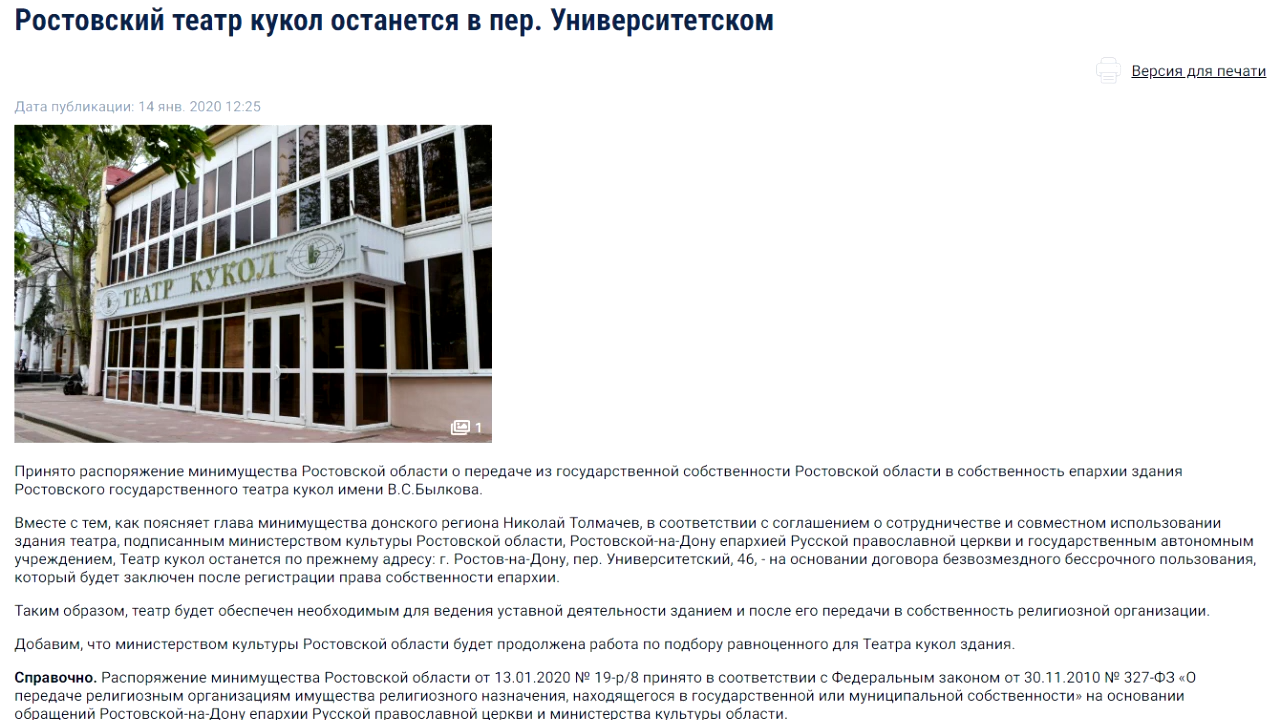 Ростовский театр кукол останется в пер. Университетском
Версия для печати
Дата публикации: 14 янв. 2020 12:25
ТЕАТР КУКОЛ
1
Принято распоряжение минимущества Ростовской области о передаче из государственной собственности Ростовской области в собственность епархии здания
Ростовского государственного театра кукол имени В.С.Былкова.
Вместе с тем, как поясняет глава минимущества донского региона Николай Толмачев, в соответствии с соглашением о сотрудничестве и совместном использовании
здания театра, подписанным министерством культуры Ростовской области, Ростовской-на-Дону епархией Русской православной церкви и государственным автономным
учреждением, Театр кукол останется по прежнему адресу: г. Ростов-на-Дону, пер. Университетский, 46, - на основании договора безвозмездного бессрочного пользования,
который будет заключен после регистрации права собственности епархии.
Таким образом, театр будет обеспечен необходимым для ведения уставной деятельности зданием и после его передачи в собственность религиозной организации.
Добавим, что министерством культуры Ростовской области будет продолжена работа по подбору равноценного для Театра кукол здания.
Справочно. Распоряжение минимущества Ростовской области от 13.01.2020 № 19-р/8 принято в соответствии с Федеральным законом от 30.11.2010 № 327-ФЗ «О
передаче религиозным организациям имущества религиозного назначения, находящегося в государственной или муниципальной собственности» на основании
обращений Ростовской-на-Дону епархии Русской православной церкви и министерства культуры области.